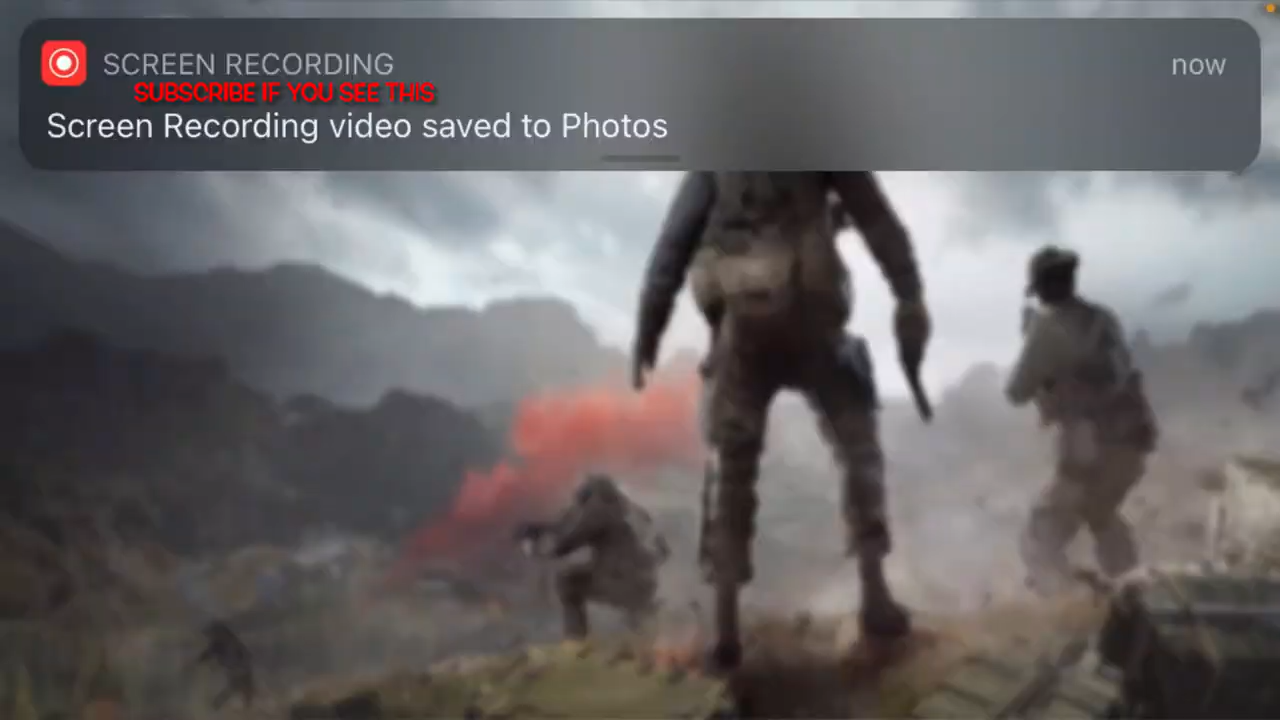 SCREEN RECORDING
now
SUBSCRIBE IF YOU SEE THIS
Screen Recording video saved to Photos